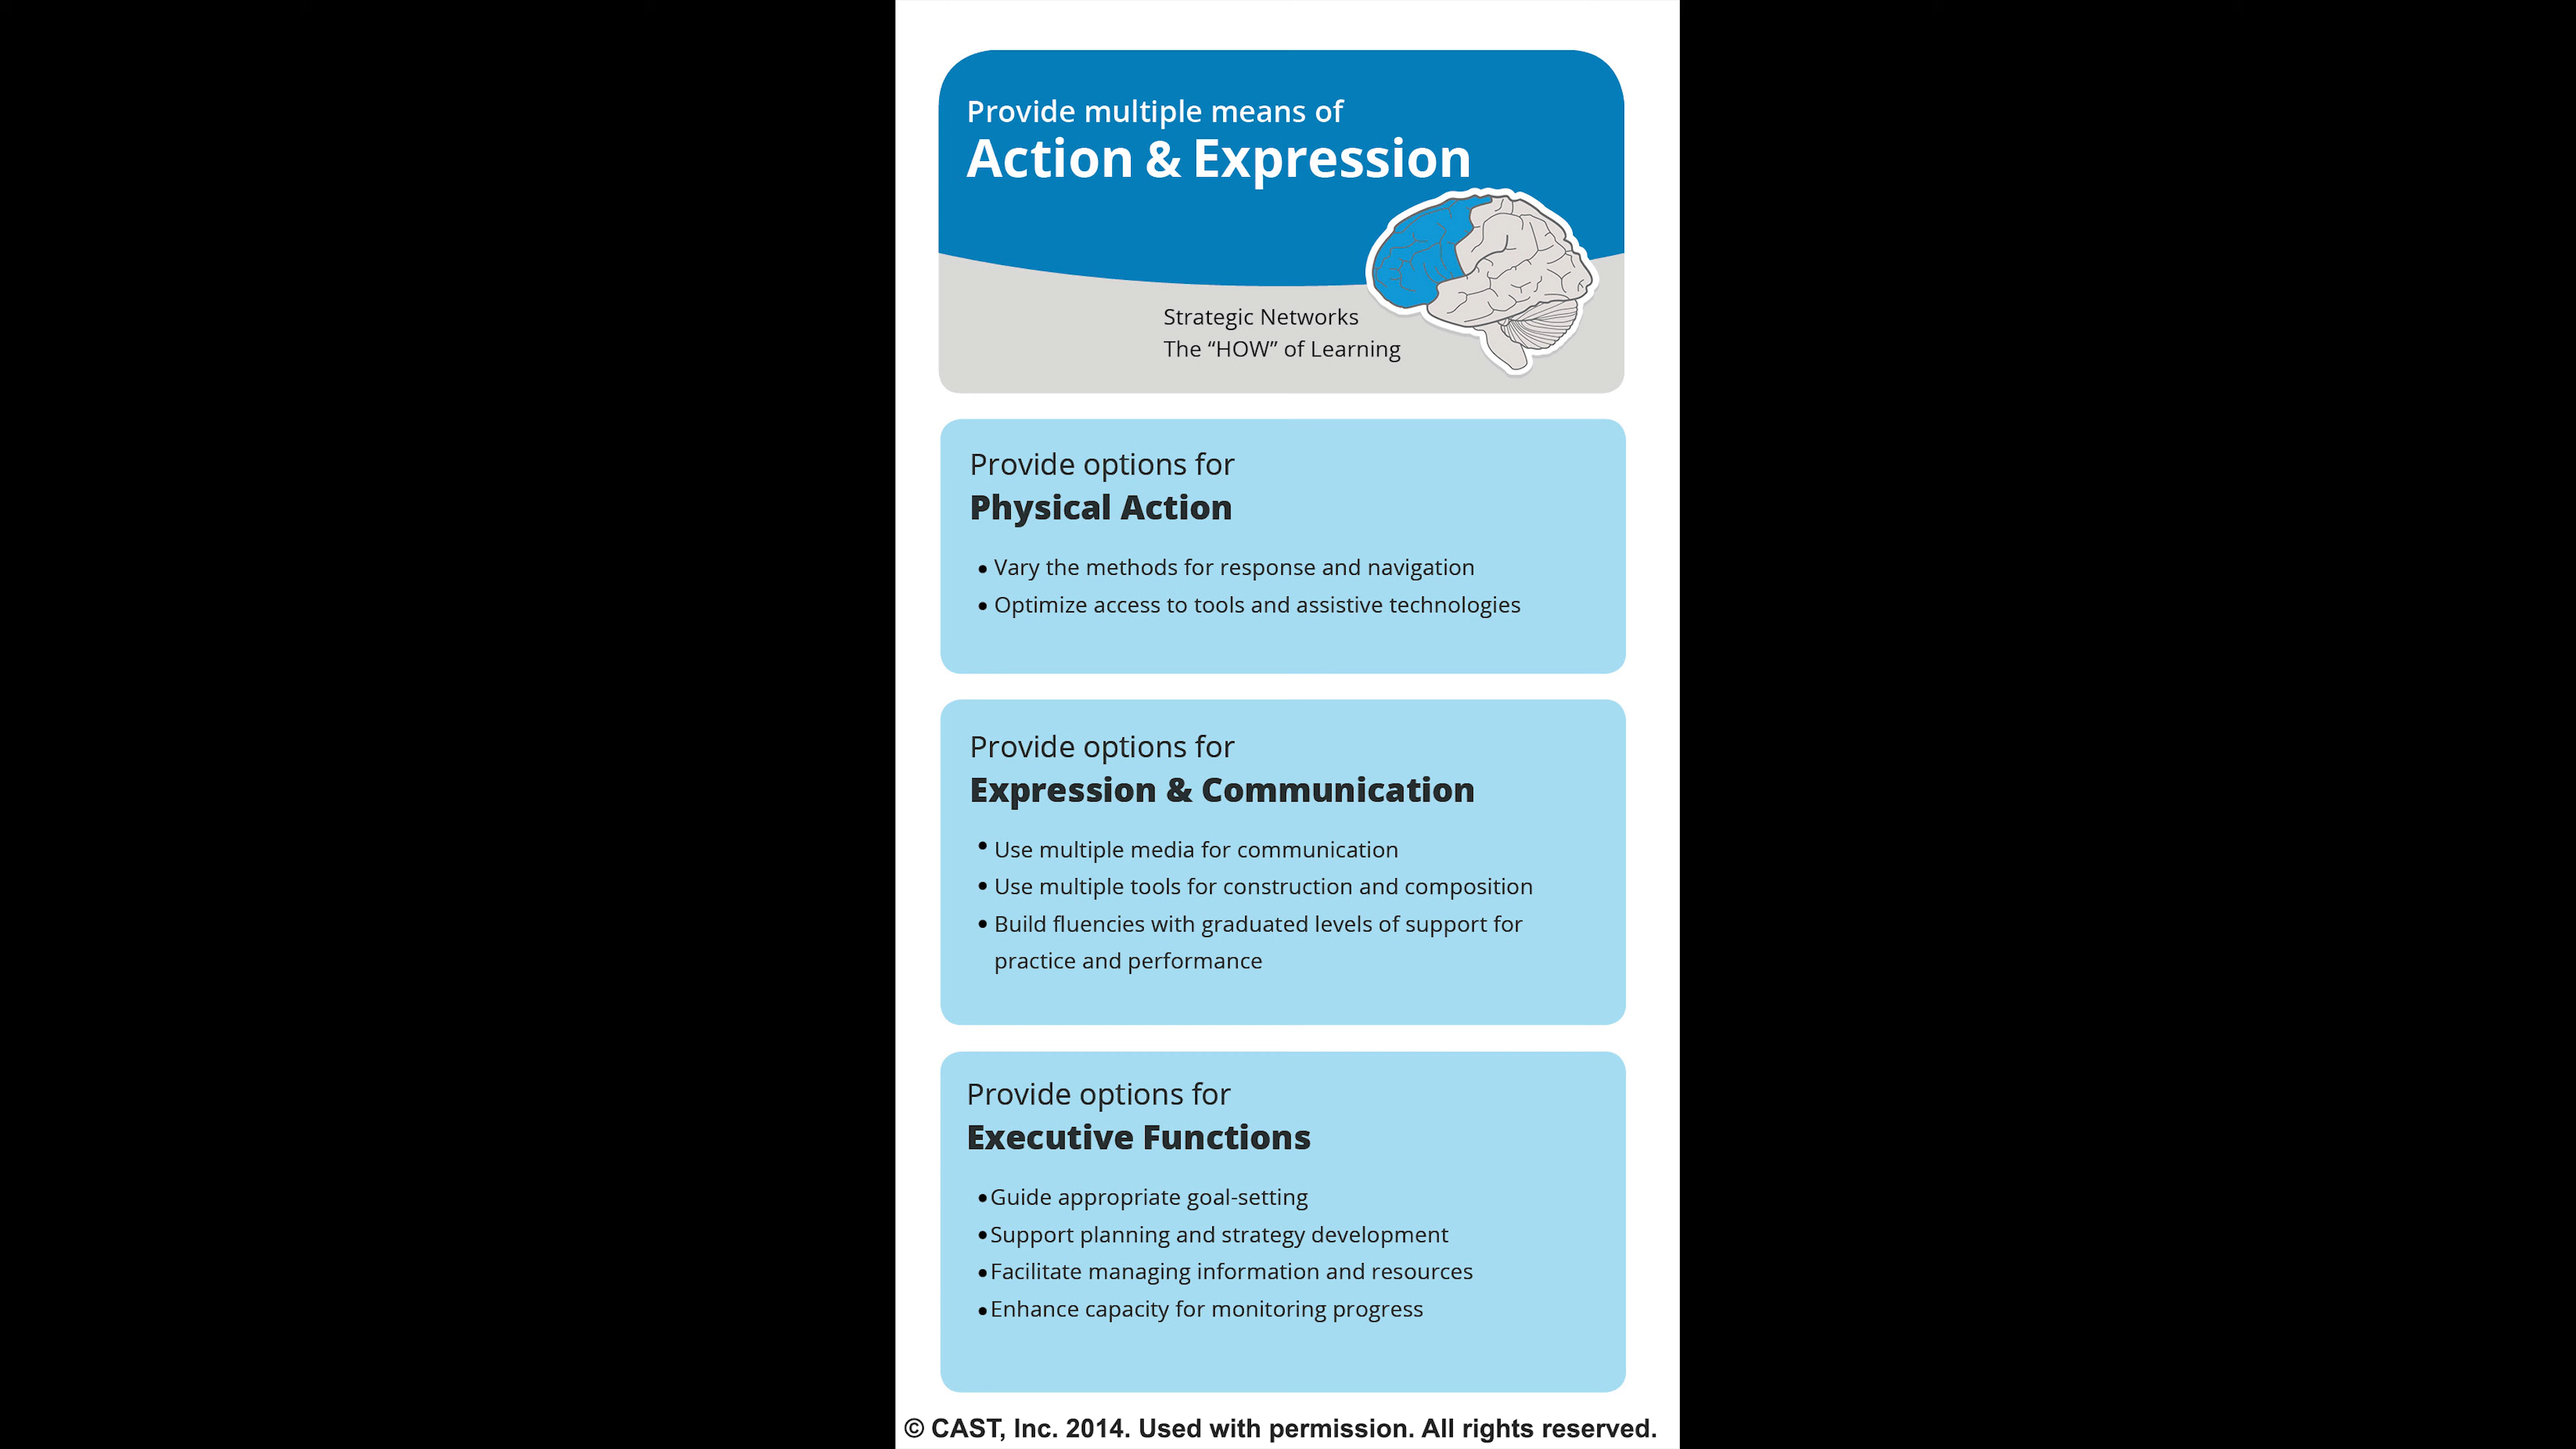 Provide multiple means of
Action & Expression
Strategic Networks
The “HOW” of Learning
Provide options for
Physical Action
• Vary the methods for response and navigation
• Optimize access to tools and assistive technologies
Provide options for
Expression & Communication
• Use multiple media for communication
• Use multiple tools for construction and composition
• Build fluencies with graduated levels of support for
practice and performance
Provide options for
Executive Functions
• Guide appropriate goal-setting
• Support planning and strategy development
• Facilitate managing information and resources
• Enhance capacity for monitoring progress
© CAST, Inc. 2014. Used with permission. All rights reserved.